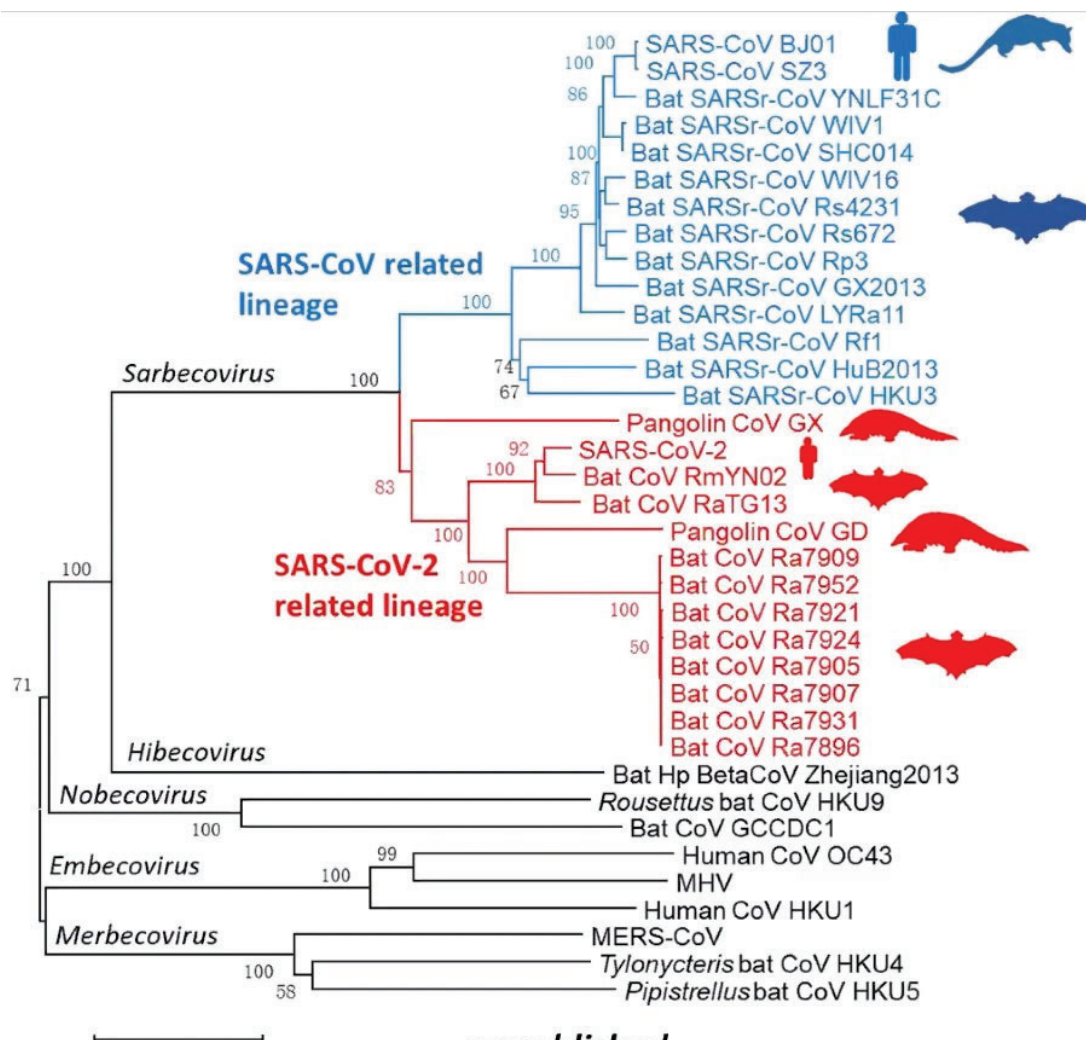 100
SARS-CoV BJ01
100
SARS-CoV SZ3
86
Bat SARSr-CoV YNLF31C
Bat SARSr-CoV WIV1
100
Bat SARSr-CoV SHC014
87
Bat SARSr-CoV WIV16
95
Bat SARSr-CoV Rs4231
Bat SARSr-CoV Rs672
100
Bat SARSr-CoV Rp3
SARS-CoV related
lineage
Bat SARSr-CoV GX2013
100
Bat SARSr-CoV LYRa11
Bat SARSr-CoV Rf1
74
Bat SARSr-CoV HuB2013
Sarbecovirus
100
67
Bat SARSr-CoV HKU3
Pangolin CoV GX
92
SARS-CoV-2
100
Bat CoV RmYN02
83
Bat CoV RaTG13
100
Pangolin CoV GD
SARS-CoV-2
related lineage
100
Bat CoV Ra7909
100
Bat CoV Ra7952
100
Bat CoV Ra7921
50
Bat CoV Ra7924
Bat CoV Ra7905
71
Bat CoV Ra7907
Bat CoV Ra7931
Bat CoV Ra7896
Hibecovirus
Bat Hp BetaCoV Zhejiang2013
Nobecovirus
Rousettus bat CoV HKU9
100
Bat CoV GCCDC1
Embecovirus
99
Human CoV OC43
100
MHV
Human CoV HKU1
Merbecovirus
MERS-CoV
100
Tylonycteris bat CoV HKU4
58
Pipistrellus bat CoV HKU5